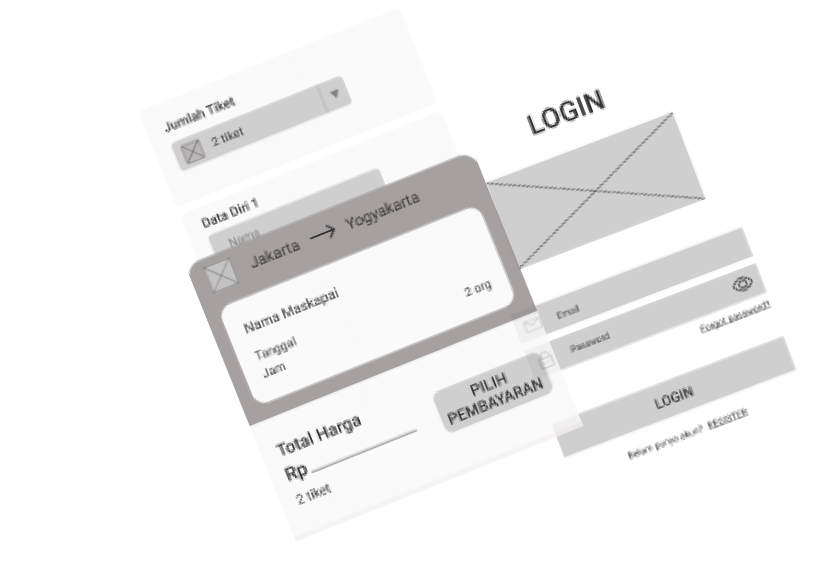 Jumlah Tiket
2 tiket
Data Diri 1
Nama
Jakarta → Yogyakarta
Nama Maskapai
2 org
Tanggal
Jam
Total Harga
Rp
2 tiket
PILIH
PEMBAYARAN
LOGIN
Email
Password
Forgot password?
LOGIN
Belum punya akun? REGISTER